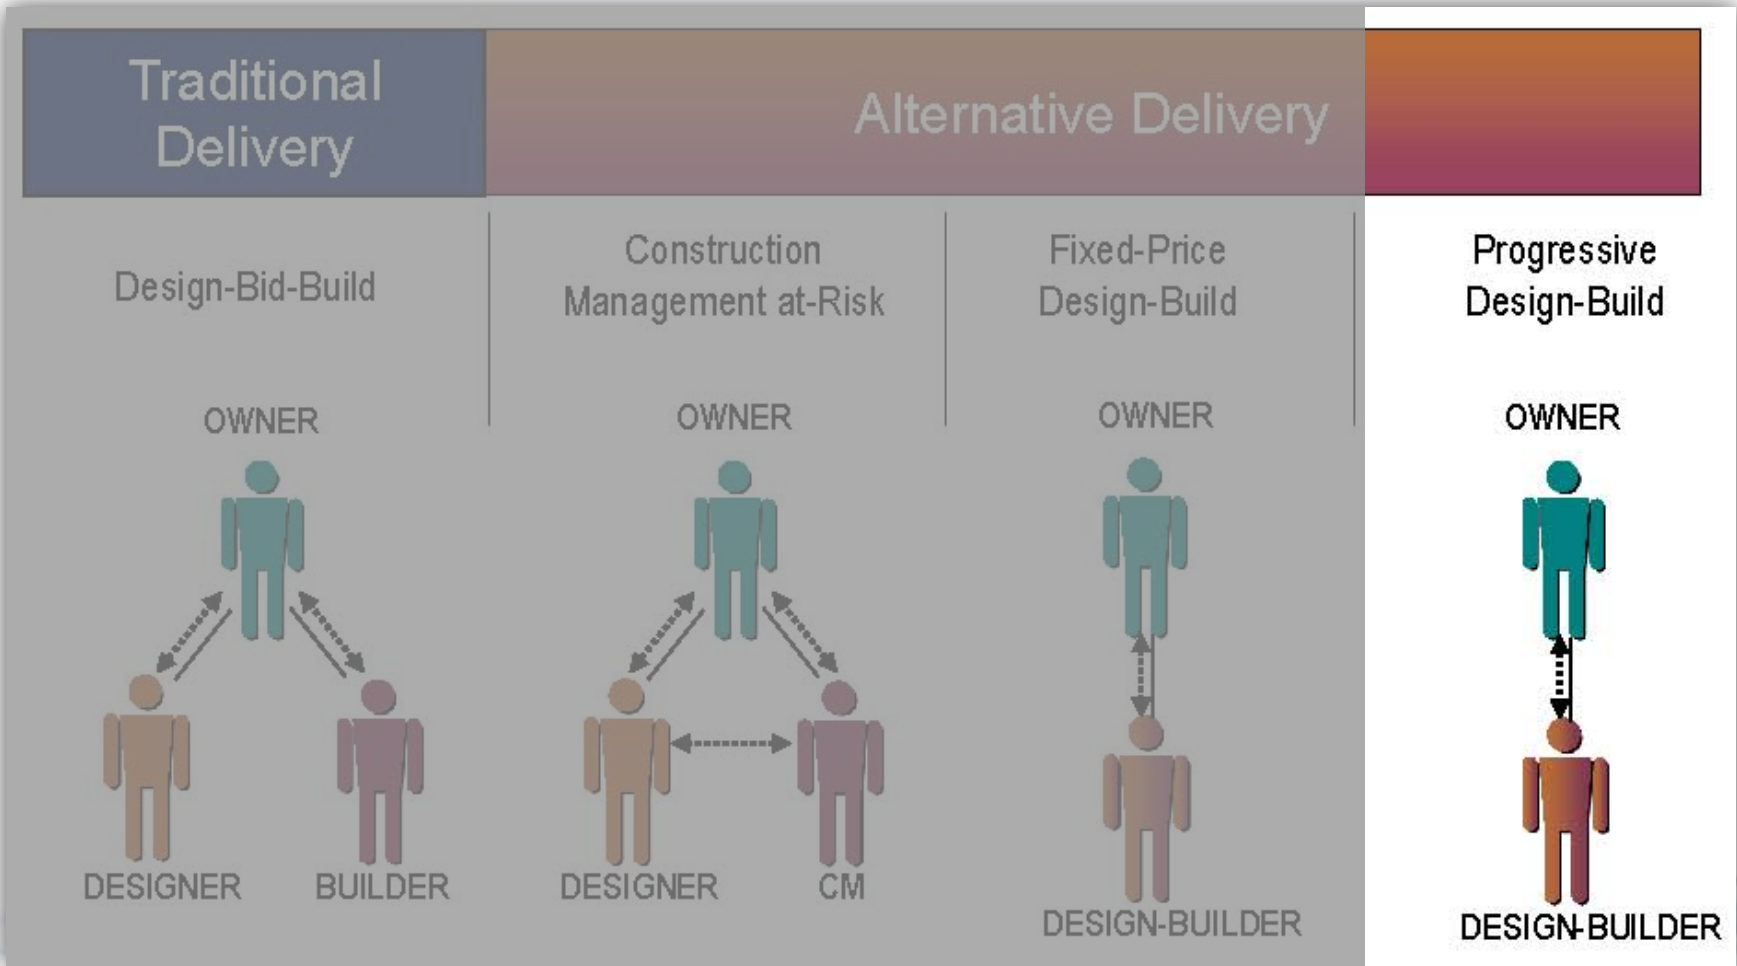 Traditional
Delivery
Alternative Delivery
Design-Bid-Build
Construction
Management at-Risk
Fixed-Price
Design-Build
Progressive
Design-Build
OWNER
OWNER
OWNER
OWNER
DESIGNER
BUILDER
DESIGNER
CM
DESIGN-BUILDER
DESIGN-BUILDER